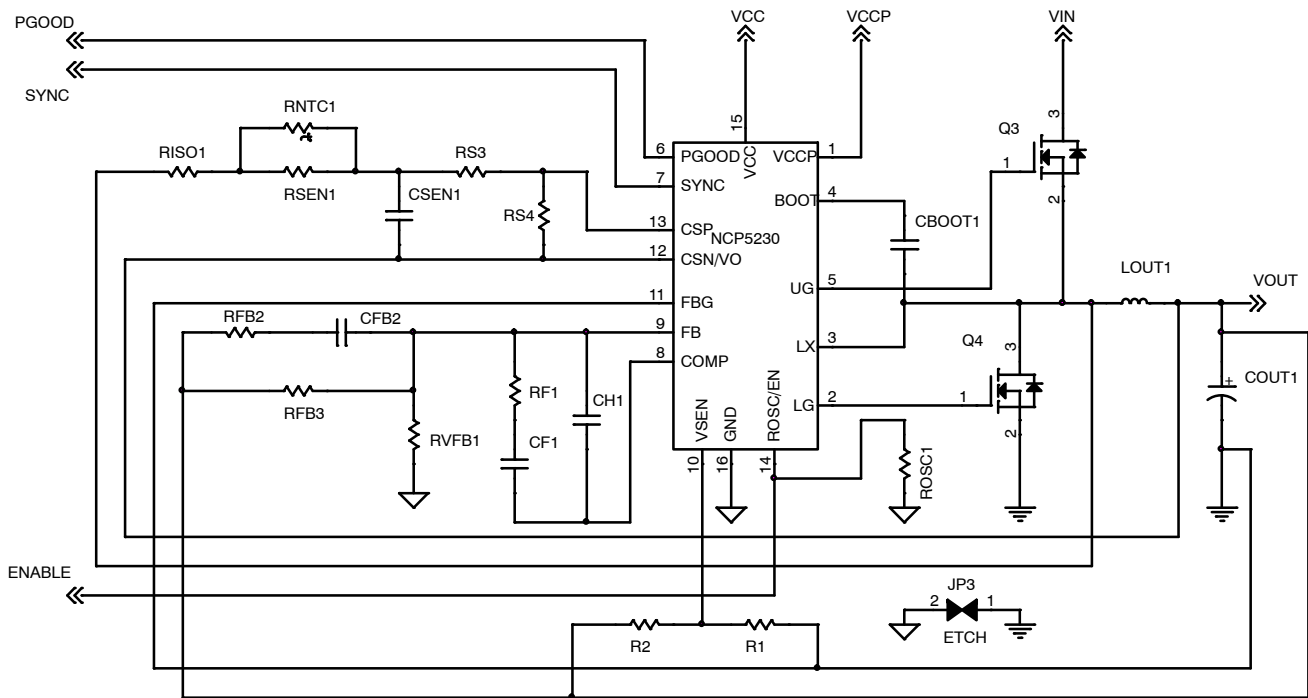 PGOOD
VCC
VCCP
VIN
SYNC
RNTC1
15
3
Q3
RISO1
6
PGOOD
VCC
VCCP
1
RS3
1
RSEN1
CSEN1
7
SYNC
4
BOOT
2
RS4
CBOOT1
13
CSP
NCP5230
12
CSN/VO
LOUT1
VOUT
11
FBG
UG
5
RFB2
CFB2
9
FB
8
COMP
LX
3
Q4
3
RFB3
RF1
CH1
COUT1
+
LG
2
1
RVFB1
VSEN
GND
ROSC/EN
2
CF1
10
16
14
ROSC1
ENABLE
JP3
2
1
ETCH
R2
R1